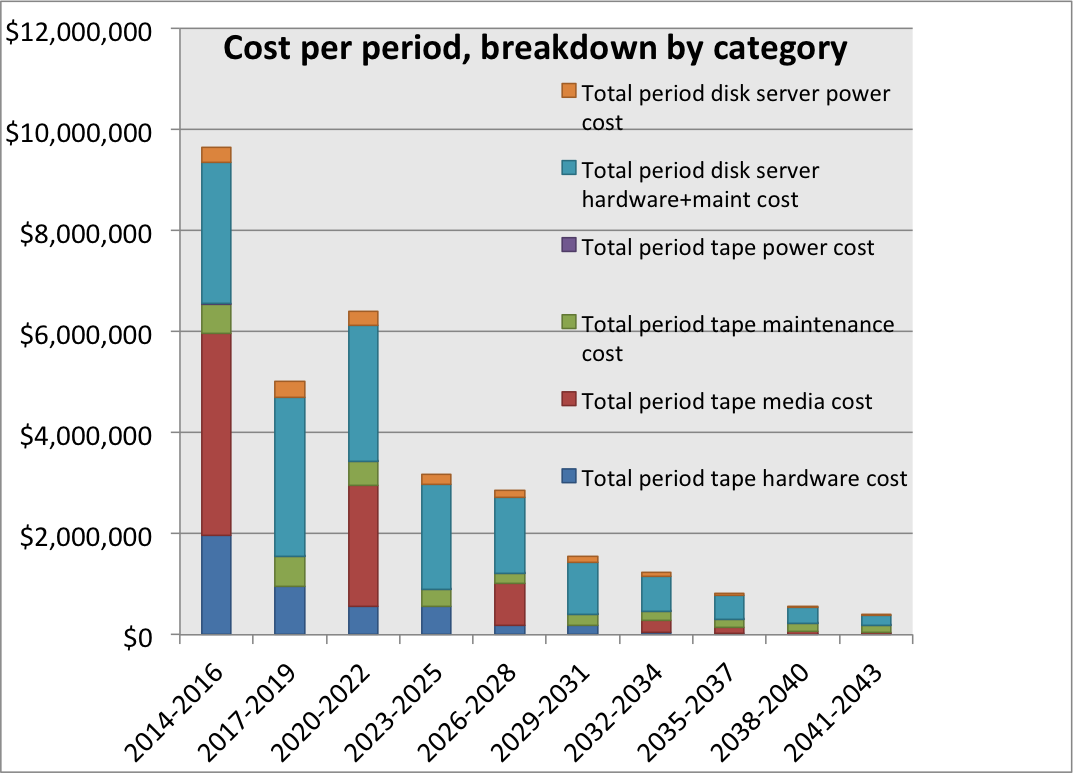 Cost per period, breakdown by category
$12,000,000
$10,000,000
$8,000,000
$6,000,000
$4,000,000
$2,000,000
$0
Total period disk server power
cost
Total period disk server
hardware+maint cost
Total period tape power cost
Total period tape maintenance
cost
Total period tape media cost
Total period tape hardware cost
2014-2016
2017-2019
2020-2022
2023-2025
2026-2028
2029-2031
2032-2034
2035-2037
2038-2040
2041-2043